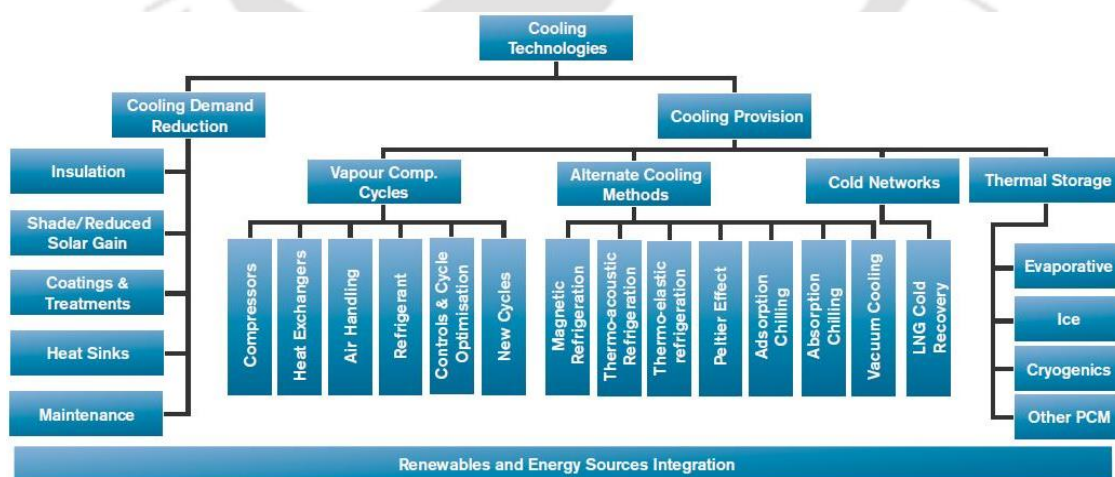 Cooling
Technologies
Cooling Demand
Reduction
Cooling Provision
Insulation
Shade/Reduced
Solar Gain
Coatings &
Treatments
Heat Sinks
Maintenance
Vapour Comp.
Cycles
Alternate Cooling
Methods
Cold Networks
Thermal Storage
Compressors
Heat Exchangers
Air Handling
Refrigerant
Controls & Cycle
Optimisation
New Cycles
Magnetic
Refrigeration
Thermo-acoustic
Refrigeration
Thermo-elastic
refrigeration
Peltier Effect
Adsorption
Chilling
Absorption
Chilling
Vacuum Cooling
LNG Cold
Recovery
Evaporative
Ice
Cryogenics
Other PCM
Renewables and Energy Sources Integration